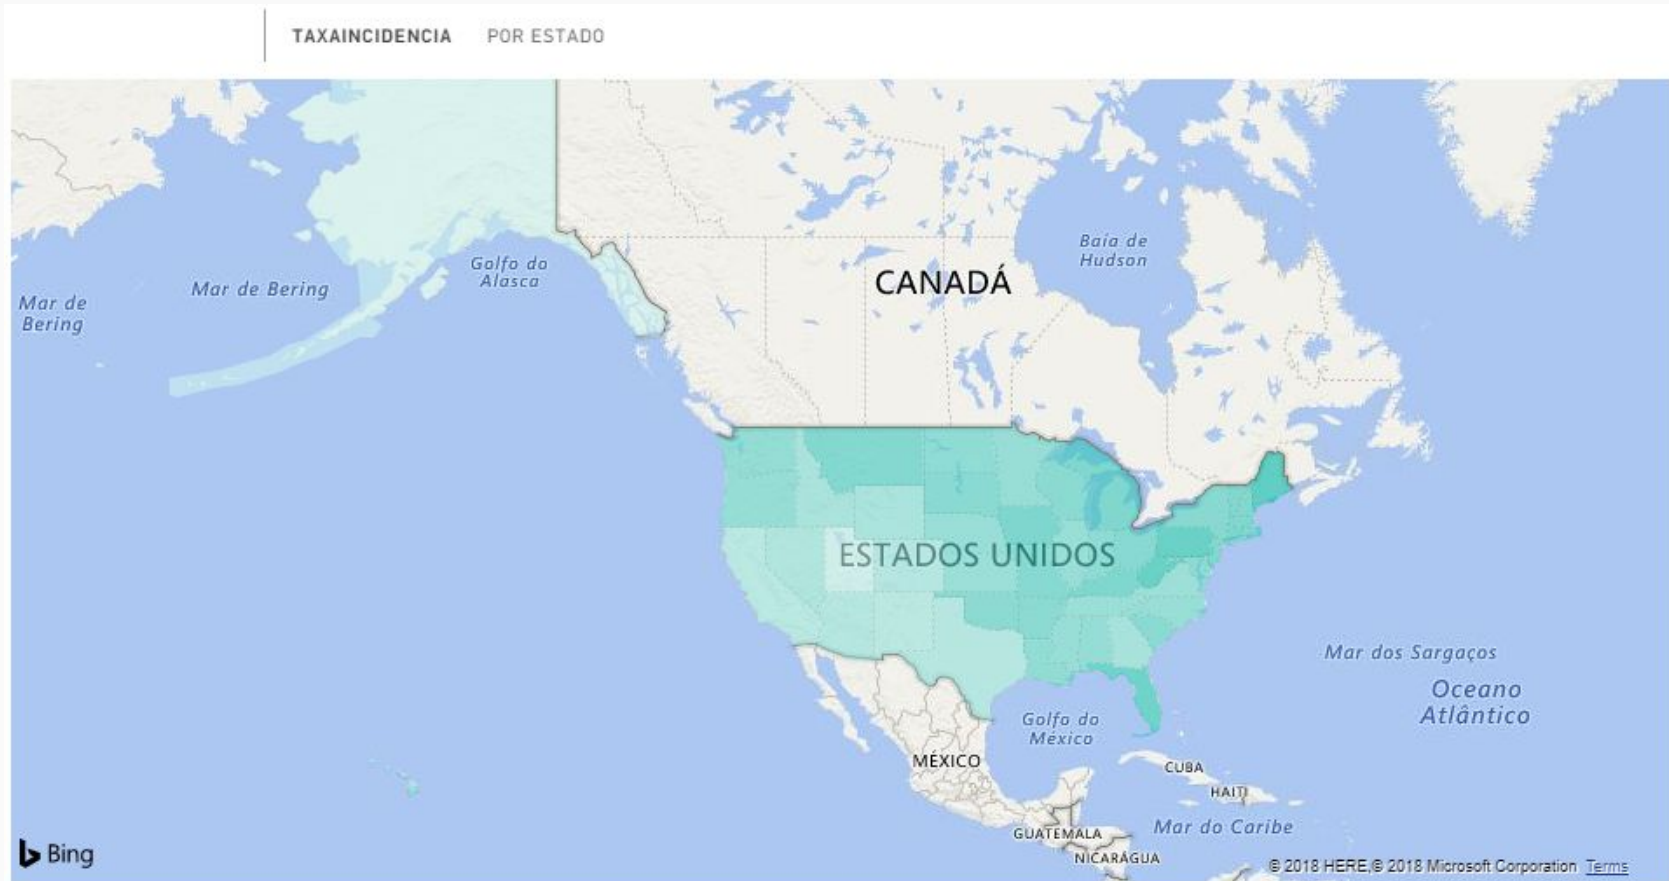 TAXAINCIDENCIA POR ESTADO
CANADÁ
Baía de
Hudson
Golfo do
Alasca
Mar de Bering
Mar de
Bering
ESTADOS UNIDOS
Mar dos Sargaços
Oceano
Atlântico
Golfo do
México
MÉXICO
CUBA
HAITI
Mar do Caribe
GUATEMALA
NICARÁGUA
Bing
© 2018 HERE,© 2018 Microsoft Corporation Terms